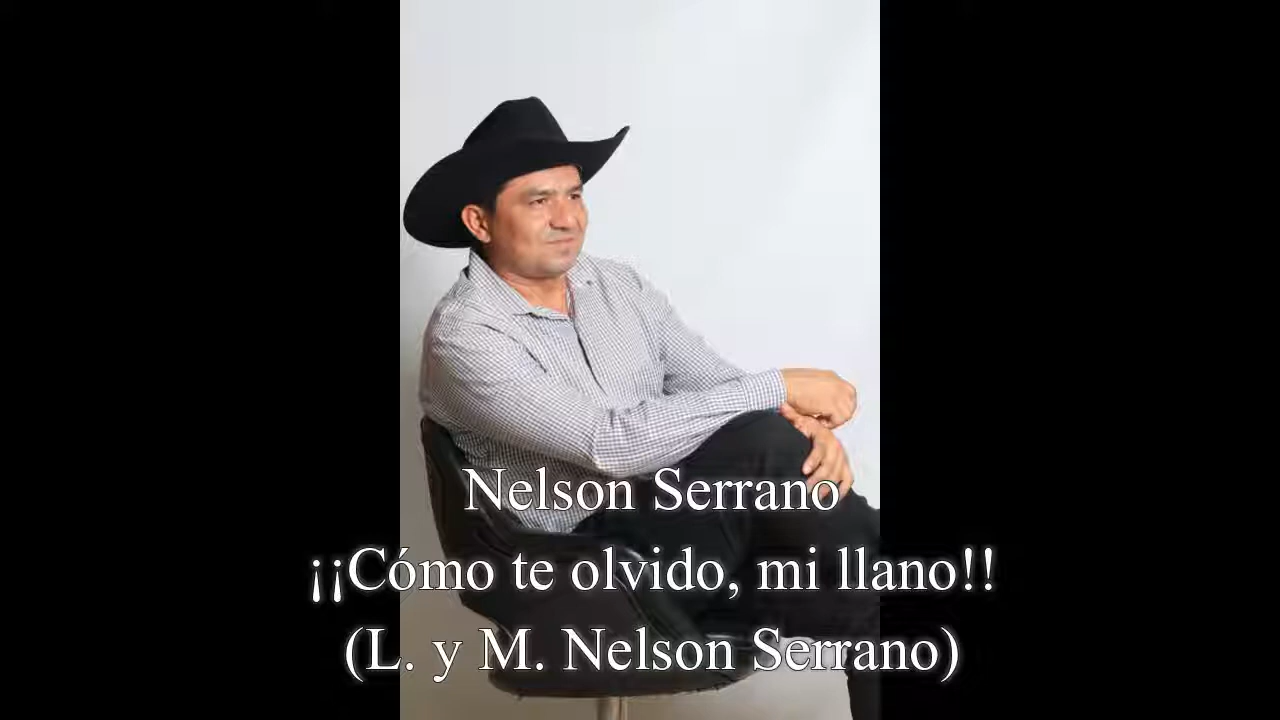 Nelson Serrano
¡¡Cómo te olvido, mi llano!!
(L. y M. Nelson Serrano)